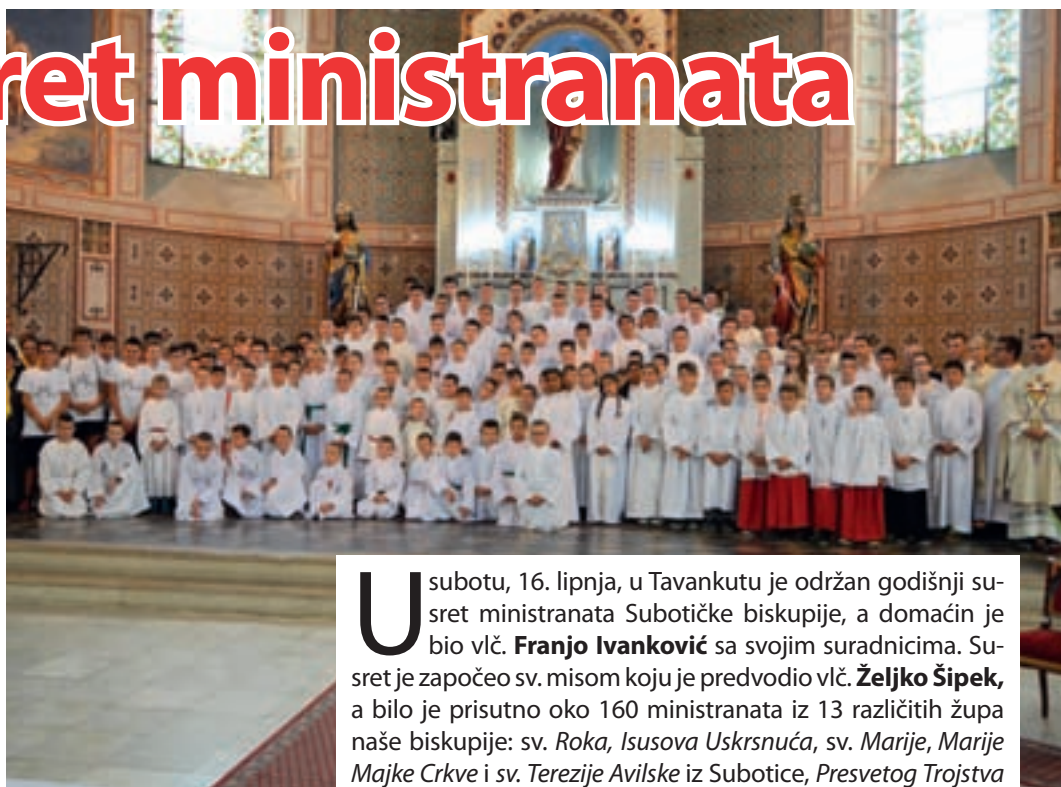 ret ministranata
U subotu, 16. lipnja, u Tavankutu je održan godišnji su-
sret ministranata Subotičke biskupije, a domaćin je
bio vlč. Franjo Ivanković sa svojim suradnicima. Su-
sret je započeo sv. misom koju je predvodio vlč. Željko Šipek,
a bilo je prisutno oko 160 ministranata iz 13 različitih župa
naše biskupije: sv. Roka, Isusova Uskrsnuća, sv. Marije, Marije
Majke Crkve i sv. Terezije Avilske iz Subotice, Presvetog Trojstva